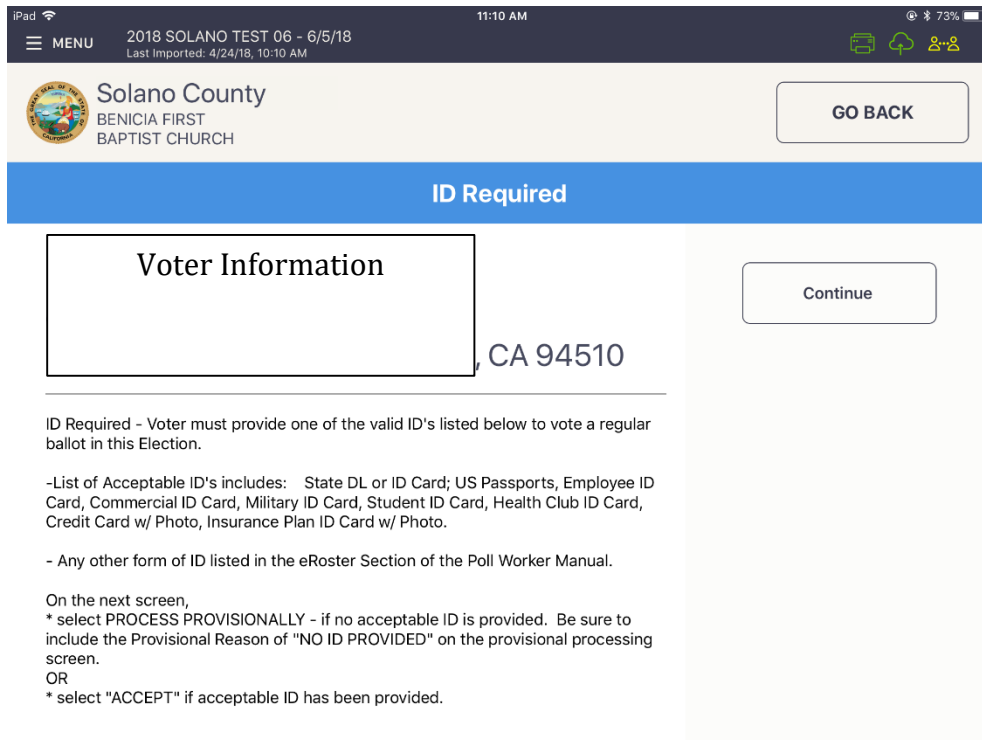 iPad
11:10 AM
73%
MENU
2018 SOLANO TEST 06 - 6/5/18
Last Imported: 4/24/18, 10:10 AM
Solano County
BENICIA FIRST
BAPTIST CHURCH
GO BACK
ID Required
Voter Information
, CA 94510
Continue
ID Required - Voter must provide one of the valid ID's listed below to vote a regular
ballot in this Election.
-List of Acceptable ID's includes: State DL or ID Card; US Passports, Employee ID
Card, Commercial ID Card, Military ID Card, Student ID Card, Health Club ID Card,
Credit Card w/ Photo, Insurance Plan ID Card w/ Photo.
- Any other form of ID listed in the eRoster Section of the Poll Worker Manual.
On the next screen,
* select PROCESS PROVISIONALLY - if no acceptable ID is provided. Be sure to
include the Provisional Reason of "NO ID PROVIDED" on the provisional processing
screen.
OR
* select "ACCEPT" if acceptable ID has been provided.